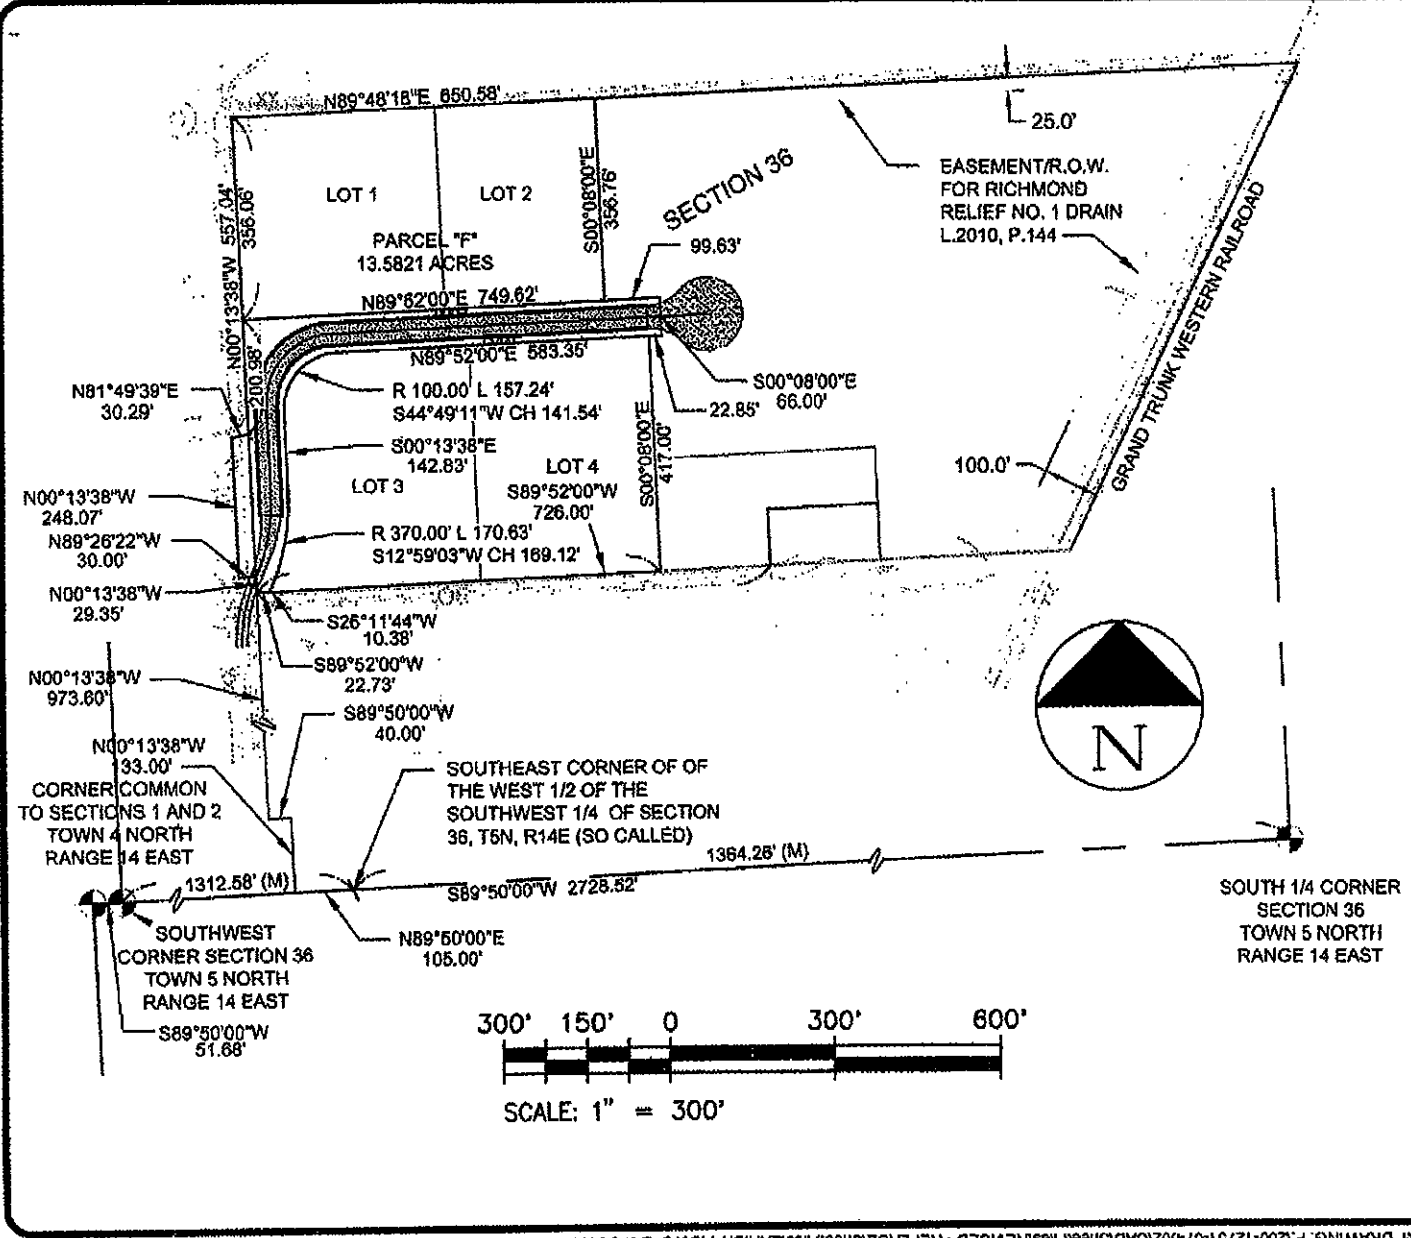 N89°48'18"E 650.58'
25.0'
EASEMENT/R.O.W.
FOR RICHMOND
RELIEF NO. 1 DRAIN
L.2010, P.144
LOT 1
LOT 2
S00°08'00"E
356.76'
SECTION 36
99.63'
N00°13'38"W 557.04'
356.06'
PARCEL "F"
13.5821 ACRES
N89°52'00"E 749.62'
GRAND TRUNK WESTERN RAILROAD
N89°52'00"E 583.35'
200.98'
N81°49'39"E
30.29'
R 100.00' L 157.24'
S44°49'11"W CH 141.54'
S00°08'00"E
66.00'
22.85'
S00°13'38"E
142.83'
S00°08'00"E
417.00'
LOT 3
LOT 4
S89°52'00"W
726.00'
100.0'
N00°13'38"W
248.07'
N89°26'22"W
30.00'
R 370.00' L 170.63'
S12°59'03"W CH 169.12'
N00°13'38"W
29.35'
S26°11'44"W
10.38'
S89°52'00"W
22.73'
N00°13'38"W
973.60'
S89°50'00"W
40.00'
N
N00°13'38"W
33.00'
CORNER COMMON
TO SECTIONS 1 AND 2
TOWN 4 NORTH
RANGE 14 EAST
SOUTHEAST CORNER OF OF
THE WEST 1/2 OF THE
SOUTHWEST 1/4 OF SECTION
36, T5N, R14E (SO CALLED)
1364.26' (M)
1312.58' (M)
S89°50'00"W 2728.52'
SOUTH 1/4 CORNER
SECTION 36
TOWN 5 NORTH
RANGE 14 EAST
SOUTHWEST
CORNER SECTION 36
TOWN 5 NORTH
RANGE 14 EAST
N89°50'00"E
105.00'
S89°50'00"W
51.68'
300' 150' 0 300' 600'
SCALE: 1" = 300'